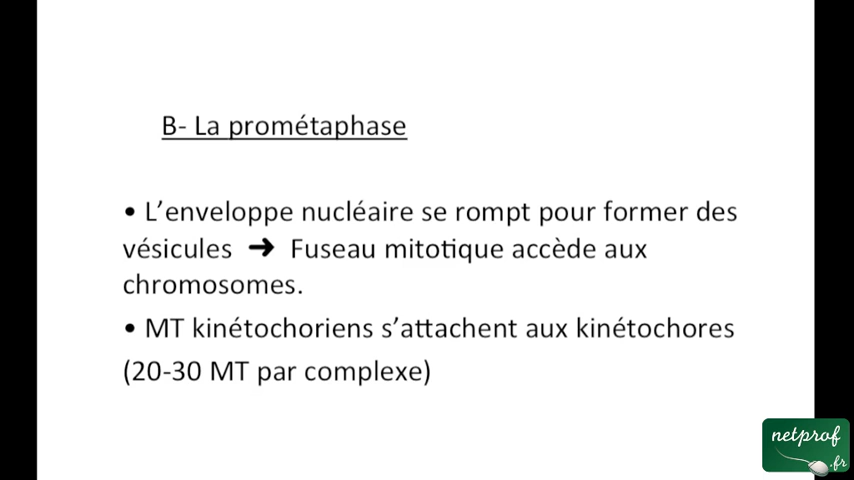 B- La prométaphase
• L’enveloppe nucléaire se rompt pour former des
vésicules ➜ Fuseau mitotique accède aux
chromosomes.
• MT kinétochoriens s’attachent aux kinétochores
(20-30 MT par complexe)
netprof
.fr